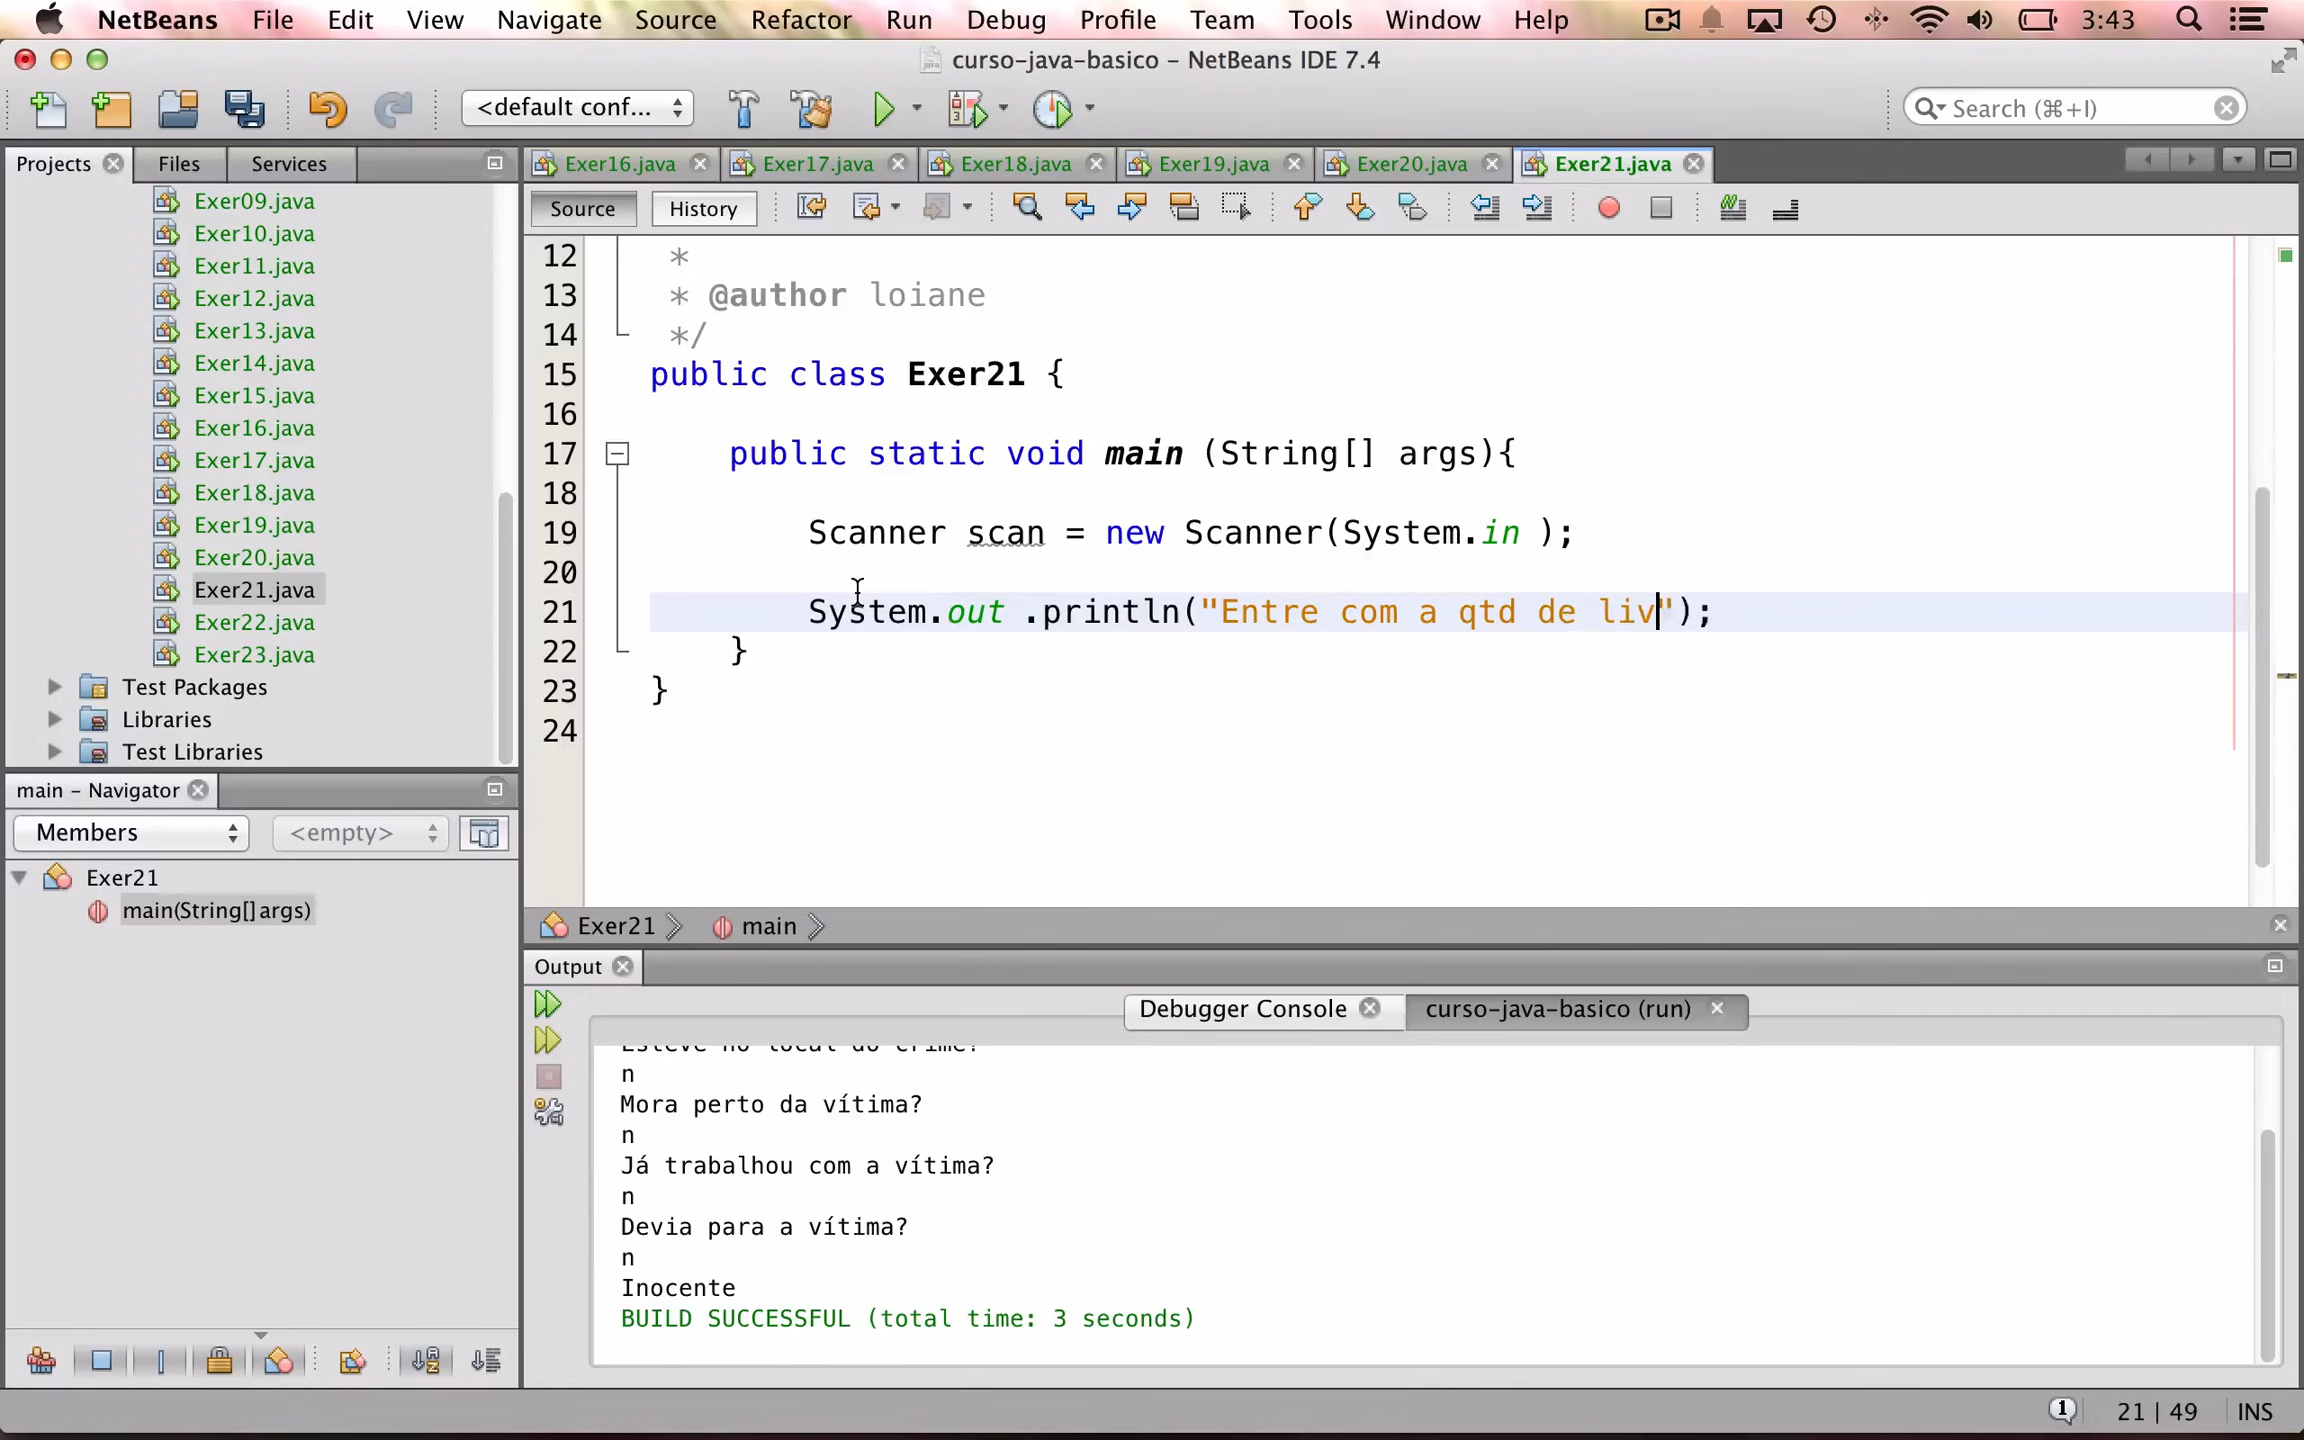 NetBeans File Edit View Navigate Source Refactor Run Debug Profile Team Tools Window Help 3:43
curso-java-basico - NetBeans IDE 7.4
<default conf... Search (⌘+I)
Projects Files Services
Exer09.java
Exer10.java
Exer11.java
Exer12.java
Exer13.java
Exer14.java
Exer15.java
Exer16.java
Exer17.java
Exer18.java
Exer19.java
Exer20.java
Exer21.java
Exer22.java
Exer23.java
Test Packages
Libraries
Test Libraries
main - Navigator
Members <empty>
Exer21
main(String[] args)
Exer16.java Exer17.java Exer18.java Exer19.java Exer20.java Exer21.java
Source History
12 *
13 * @author loiane
14 */
15 public class Exer21 {
16
17 public static void main (String[] args){
18
19 Scanner scan = new Scanner(System.in );
20
21 System.out .println("Entre com a qtd de liv");
22 }
23 }
24
Exer21 main
Output
Debugger Console curso-java-basico (run)
Esteve no local do crime?
n
Mora perto da vítima?
n
Já trabalhou com a vítima?
n
Devia para a vítima?
n
Inocente
BUILD SUCCESSFUL (total time: 3 seconds)
1 21 | 49 INS